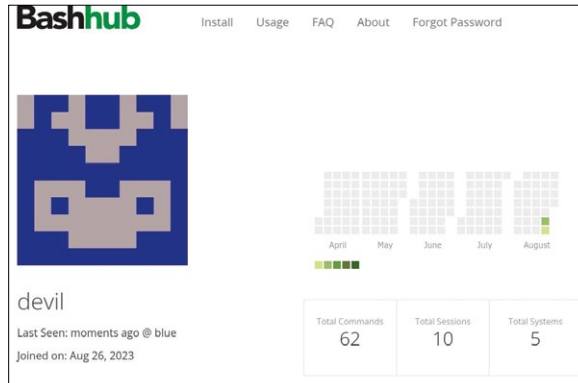 Bashhub
Install Usage FAQ About Forgot Password
April May June July August
devil
Last Seen: moments ago @ blue
Joined on: Aug 26, 2023
Total Commands Total Sessions Total Systems
62 10 5